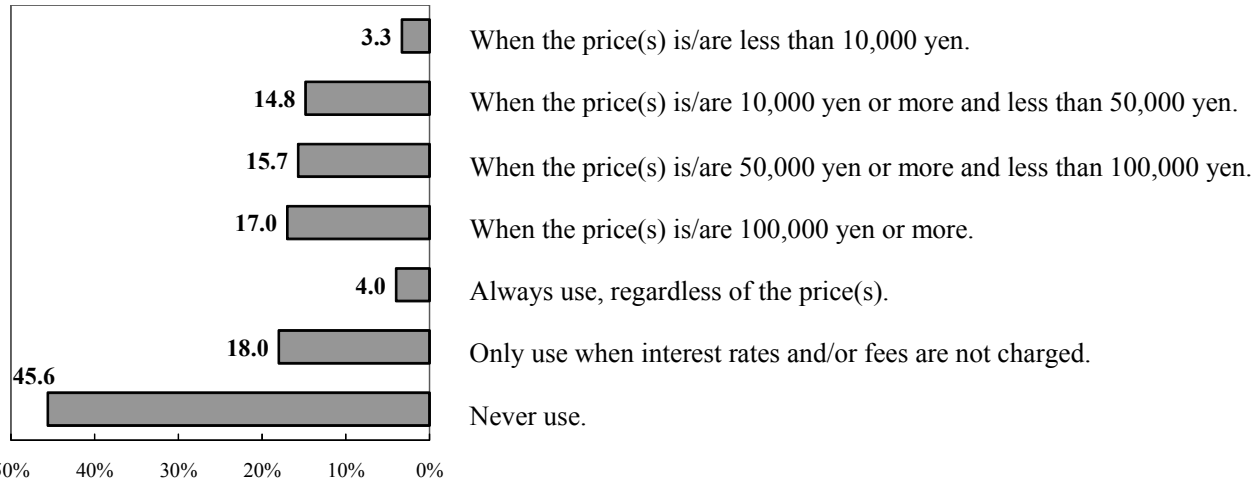 3.3 When the price(s) is/are less than 10,000 yen.
14.8 When the price(s) is/are 10,000 yen or more and less than 50,000 yen.
15.7 When the price(s) is/are 50,000 yen or more and less than 100,000 yen.
17.0 When the price(s) is/are 100,000 yen or more.
4.0 Always use, regardless of the price(s).
18.0 Only use when interest rates and/or fees are not charged.
45.6 Never use.
0% 40% 30% 20% 10% 0%